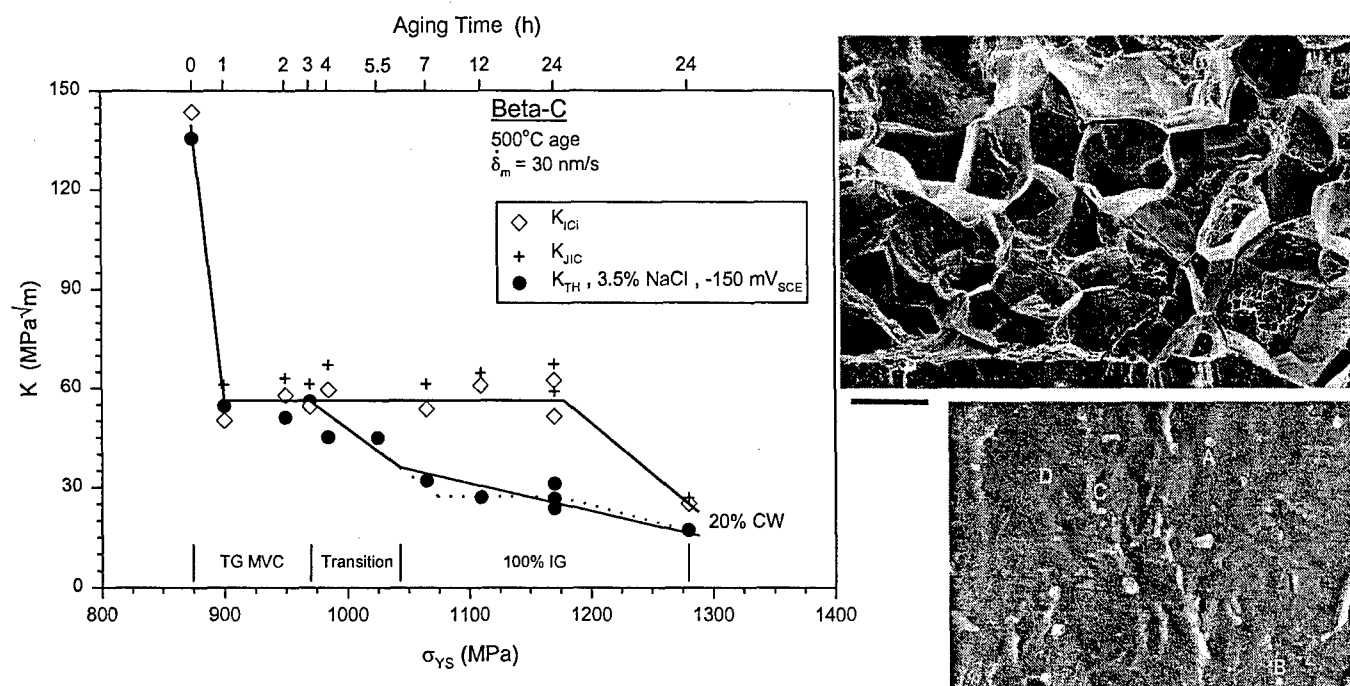 Aging Time (h)
0 1 2 3 4 5.5 7 12 24 24
150
120
90
60
30
0
K (MPa√m)
Beta-C
500°C age
δ̇m = 30 nm/s
KICi
KJIC
KTH , 3.5% NaCl , -150 mVSCE
20% CW
TG MVC
Transition
100% IG
800 900 1000 1100 1200 1300 1400
σYS (MPa)
A
D
C
B